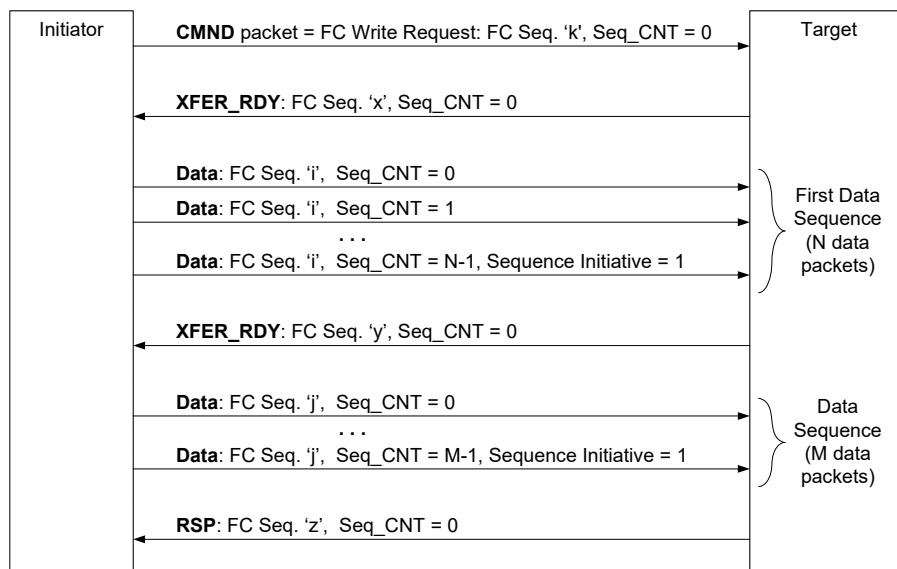 Initiator
Target
CMND packet = FC Write Request: FC Seq. ‘k’, Seq_CNT = 0
XFER_RDY: FC Seq. ‘x’, Seq_CNT = 0
Data: FC Seq. ‘i’, Seq_CNT = 0
Data: FC Seq. ‘i’, Seq_CNT = 1
. . .
Data: FC Seq. ‘i’, Seq_CNT = N-1, Sequence Initiative = 1
First Data
Sequence
(N data
packets)
XFER_RDY: FC Seq. ‘y’, Seq_CNT = 0
Data: FC Seq. ‘j’, Seq_CNT = 0
. . .
Data: FC Seq. ‘j’, Seq_CNT = M-1, Sequence Initiative = 1
Data
Sequence
(M data
packets)
RSP: FC Seq. ‘z’, Seq_CNT = 0